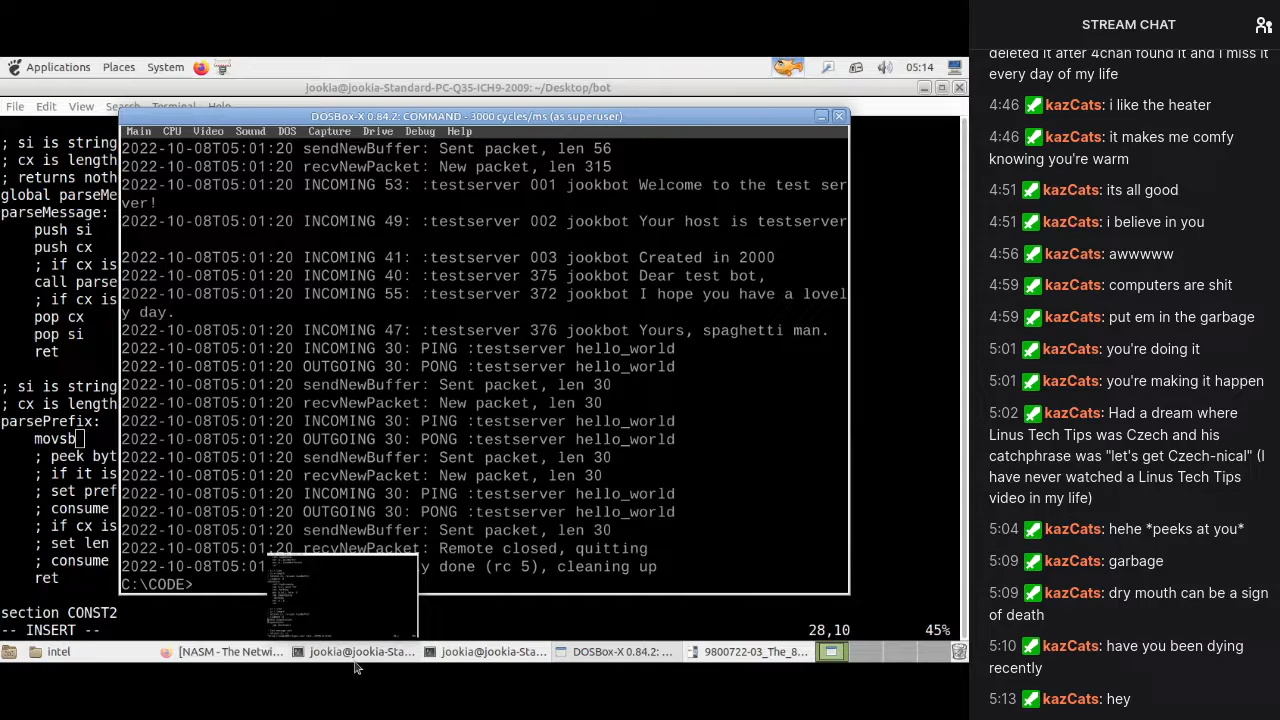 Applications Places System 05:14
jookia@jookia-Standard-PC-Q35-ICH9-2009: ~/Desktop/bot
File Edit View Search Terminal Help
DOSBox-X 0.84.2: COMMAND - 3000 cycles/ms (as superuser)
Main CPU Video Sound DOS Capture Drive Debug Help
; si is string
; cx is length
; returns noth
global parseMe
parseMessage:
push si
push cx
; if cx is
call parse
; if cx is
pop cx
pop si
ret
; si is string
; cx is length
parsePrefix:
movsb
; peek byt
; if it is
; set pref
; consume
; if cx is
; set len
; consume
ret
section CONST2
-- INSERT --
28,10 45%
2022-10-08T05:01:20 sendNewBuffer: Sent packet, len 56
2022-10-08T05:01:20 recvNewPacket: New packet, len 315
2022-10-08T05:01:20 INCOMING 53: :testserver 001 jookbot Welcome to the test ser
ver!
2022-10-08T05:01:20 INCOMING 49: :testserver 002 jookbot Your host is testserver
2022-10-08T05:01:20 INCOMING 41: :testserver 003 jookbot Created in 2000
2022-10-08T05:01:20 INCOMING 40: :testserver 375 jookbot Dear test bot,
2022-10-08T05:01:20 INCOMING 55: :testserver 372 jookbot I hope you have a lovel
y day.
2022-10-08T05:01:20 INCOMING 47: :testserver 376 jookbot Yours, spaghetti man.
2022-10-08T05:01:20 INCOMING 30: PING :testserver hello_world
2022-10-08T05:01:20 OUTGOING 30: PONG :testserver hello_world
2022-10-08T05:01:20 sendNewBuffer: Sent packet, len 30
2022-10-08T05:01:20 recvNewPacket: New packet, len 30
2022-10-08T05:01:20 INCOMING 30: PING :testserver hello_world
2022-10-08T05:01:20 OUTGOING 30: PONG :testserver hello_world
2022-10-08T05:01:20 sendNewBuffer: Sent packet, len 30
2022-10-08T05:01:20 recvNewPacket: New packet, len 30
2022-10-08T05:01:20 INCOMING 30: PING :testserver hello_world
2022-10-08T05:01:20 OUTGOING 30: PONG :testserver hello_world
2022-10-08T05:01:20 sendNewBuffer: Sent packet, len 30
2022-10-08T05:01:20 recvNewPacket: Remote closed, quitting
2022-10-08T05:01 y done (rc 5), cleaning up
C:\CODE>
intel [NASM - The Netwi... jookia@jookia-Sta... jookia@jookia-Sta... DOSBox-X 0.84.2: ... 9800722-03_The_8...
STREAM CHAT
deleted it after 4chan found it and I miss it
every day of my life
4:46 kazCats: i like the heater
4:46 kazCats: it makes me comfy
knowing you're warm
4:51 kazCats: its all good
4:51 kazCats: i believe in you
4:56 kazCats: awwwww
4:59 kazCats: computers are shit
4:59 kazCats: put em in the garbage
5:01 kazCats: you're doing it
5:01 kazCats: you're making it happen
5:02 kazCats: Had a dream where
Linus Tech Tips was Czech and his
catchphrase was "let's get Czech-nical" (I
have never watched a Linus Tech Tips
video in my life)
5:04 kazCats: hehe *peeks at you*
5:09 kazCats: garbage
5:09 kazCats: dry mouth can be a sign
of death
5:10 kazCats: have you been dying
recently
5:13 kazCats: hey